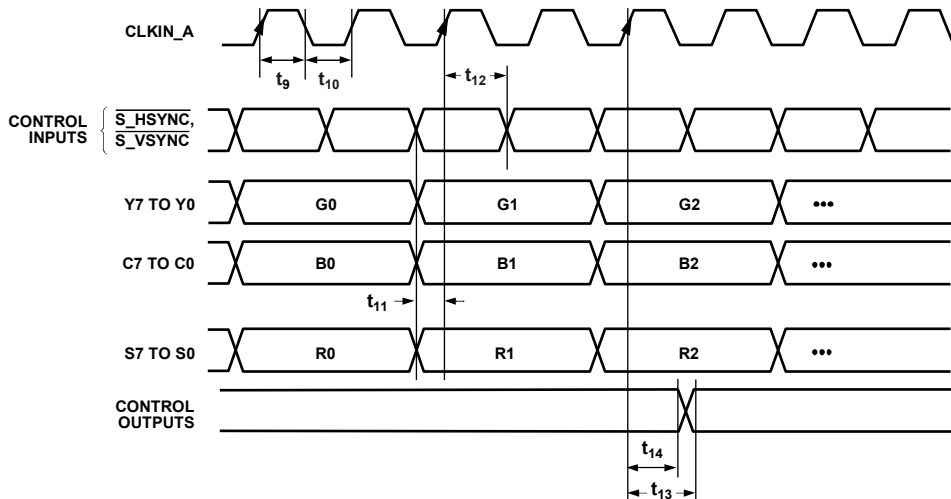 CLKIN_A
t9
t10
t12
CONTROL INPUTS
S_HSYNC,
S_VSYNC
Y7 TO Y0
G0
G1
G2
•••
C7 TO C0
B0
B1
B2
•••
t11
S7 TO S0
R0
R1
R2
•••
CONTROL
OUTPUTS
t14
t13